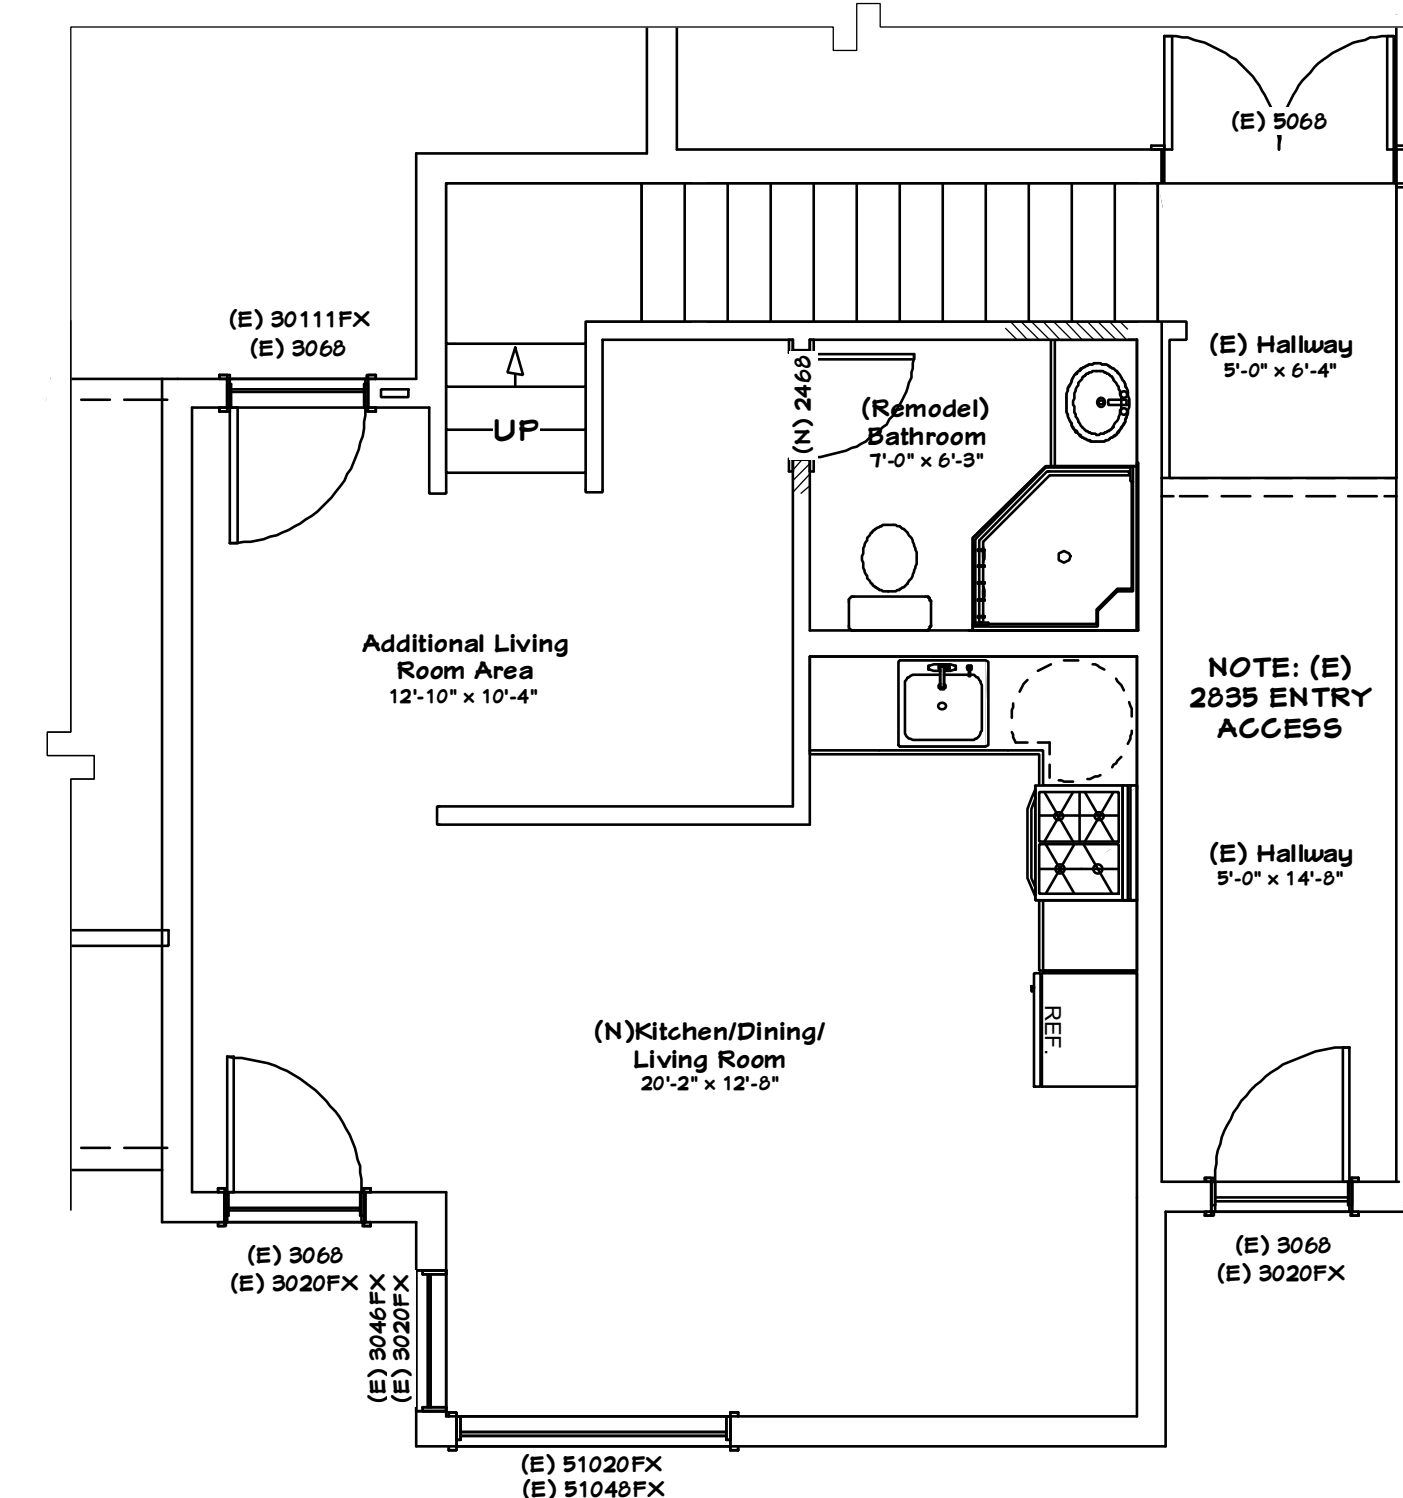 (E) 5068
(E) 30111FX
(E) 3068
(E) Hallway
5'-0" x 6'-4"
(N) 2468
(Remodel)
Bathroom
7'-0" x 6'-3"
UP
Additional Living
Room Area
12'-10" x 10'-4"
NOTE: (E)
2835 ENTRY
ACCESS
(E) Hallway
5'-0" x 14'-8"
(N)Kitchen/Dining/
Living Room
20'-2" x 12'-8"
REF.
(E) 3068
(E) 3020FX
(E) 3046FX
(E) 3020FX
(E) 3068
(E) 3020FX
(E) 51020FX
(E) 51048FX